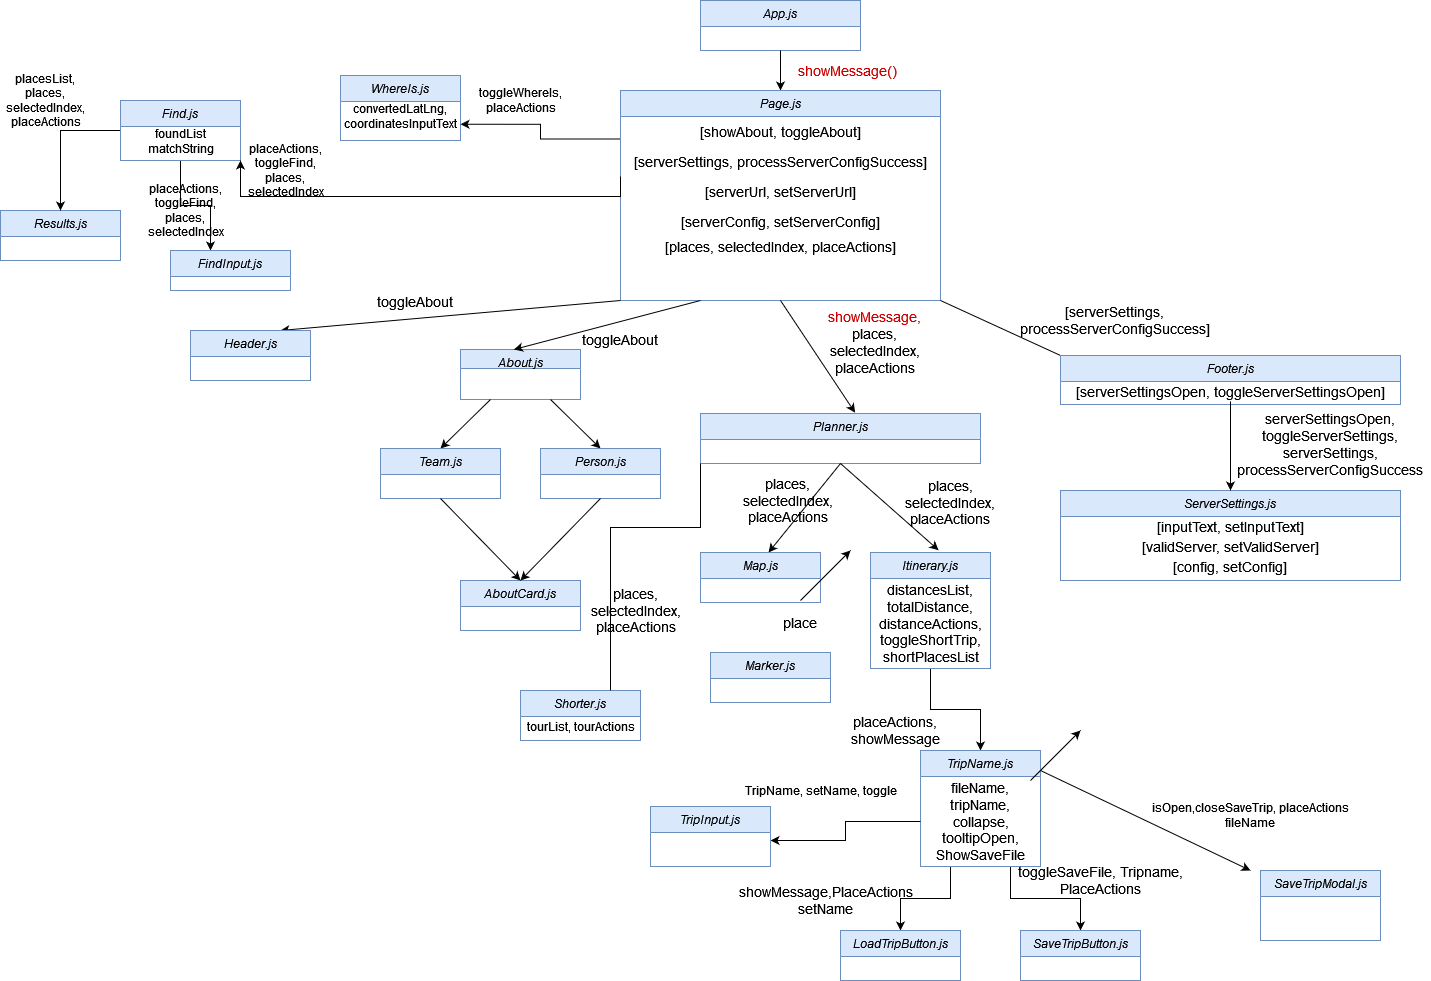 App.js
showMessage()
placesList,
places,
selectedIndex,
placeActions
Find.js
foundList
matchString
WhereIs.js
convertedLatLng,
coordinatesInputText
toggleWhereIs,
placeActions
Page.js
[showAbout, toggleAbout]
[serverSettings, processServerConfigSuccess]
[serverUrl, setServerUrl]
[serverConfig, setServerConfig]
[places, selectedIndex, placeActions]
placeActions,
toggleFind,
places,
selectedIndex
placeActions,
toggleFind,
places,
selectedIndex
Results.js
FindInput.js
toggleAbout
Header.js
toggleAbout
About.js
showMessage,
places,
selectedIndex,
placeActions
[serverSettings,
processServerConfigSuccess]
Footer.js
[serverSettingsOpen, toggleServerSettingsOpen]
Planner.js
serverSettingsOpen,
toggleServerSettings,
serverSettings,
processServerConfigSuccess
Team.js
Person.js
places,
selectedIndex,
placeActions
places,
selectedIndex,
placeActions
ServerSettings.js
[inputText, setInputText]
[validServer, setValidServer]
[config, setConfig]
Map.js
Itinerary.js
distancesList,
totalDistance,
distanceActions,
toggleShortTrip,
shortPlacesList
AboutCard.js
places,
selectedIndex,
placeActions
place
Marker.js
Shorter.js
tourList, tourActions
placeActions,
showMessage
TripName.js
fileName,
tripName,
collapse,
tooltipOpen,
ShowSaveFile
TripName, setName, toggle
TripInput.js
isOpen,closeSaveTrip, placeActions
fileName
toggleSaveFile, Tripname,
PlaceActions
SaveTripModal.js
showMessage,PlaceActions
setName
LoadTripButton.js
SaveTripButton.js